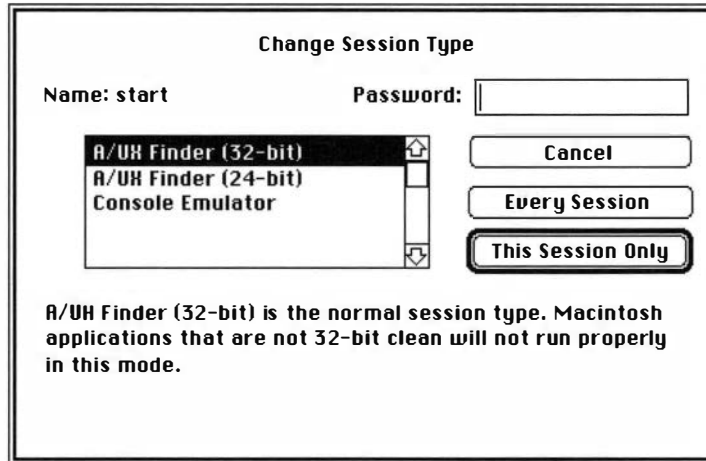 Change Session Type
Name: start Password:
A/UX Finder (32-bit)
A/UX Finder (24-bit)
Console Emulator
Cancel
Every Session
This Session Only
A/UX Finder (32-bit) is the normal session type. Macintosh
applications that are not 32-bit clean will not run properly
in this mode.